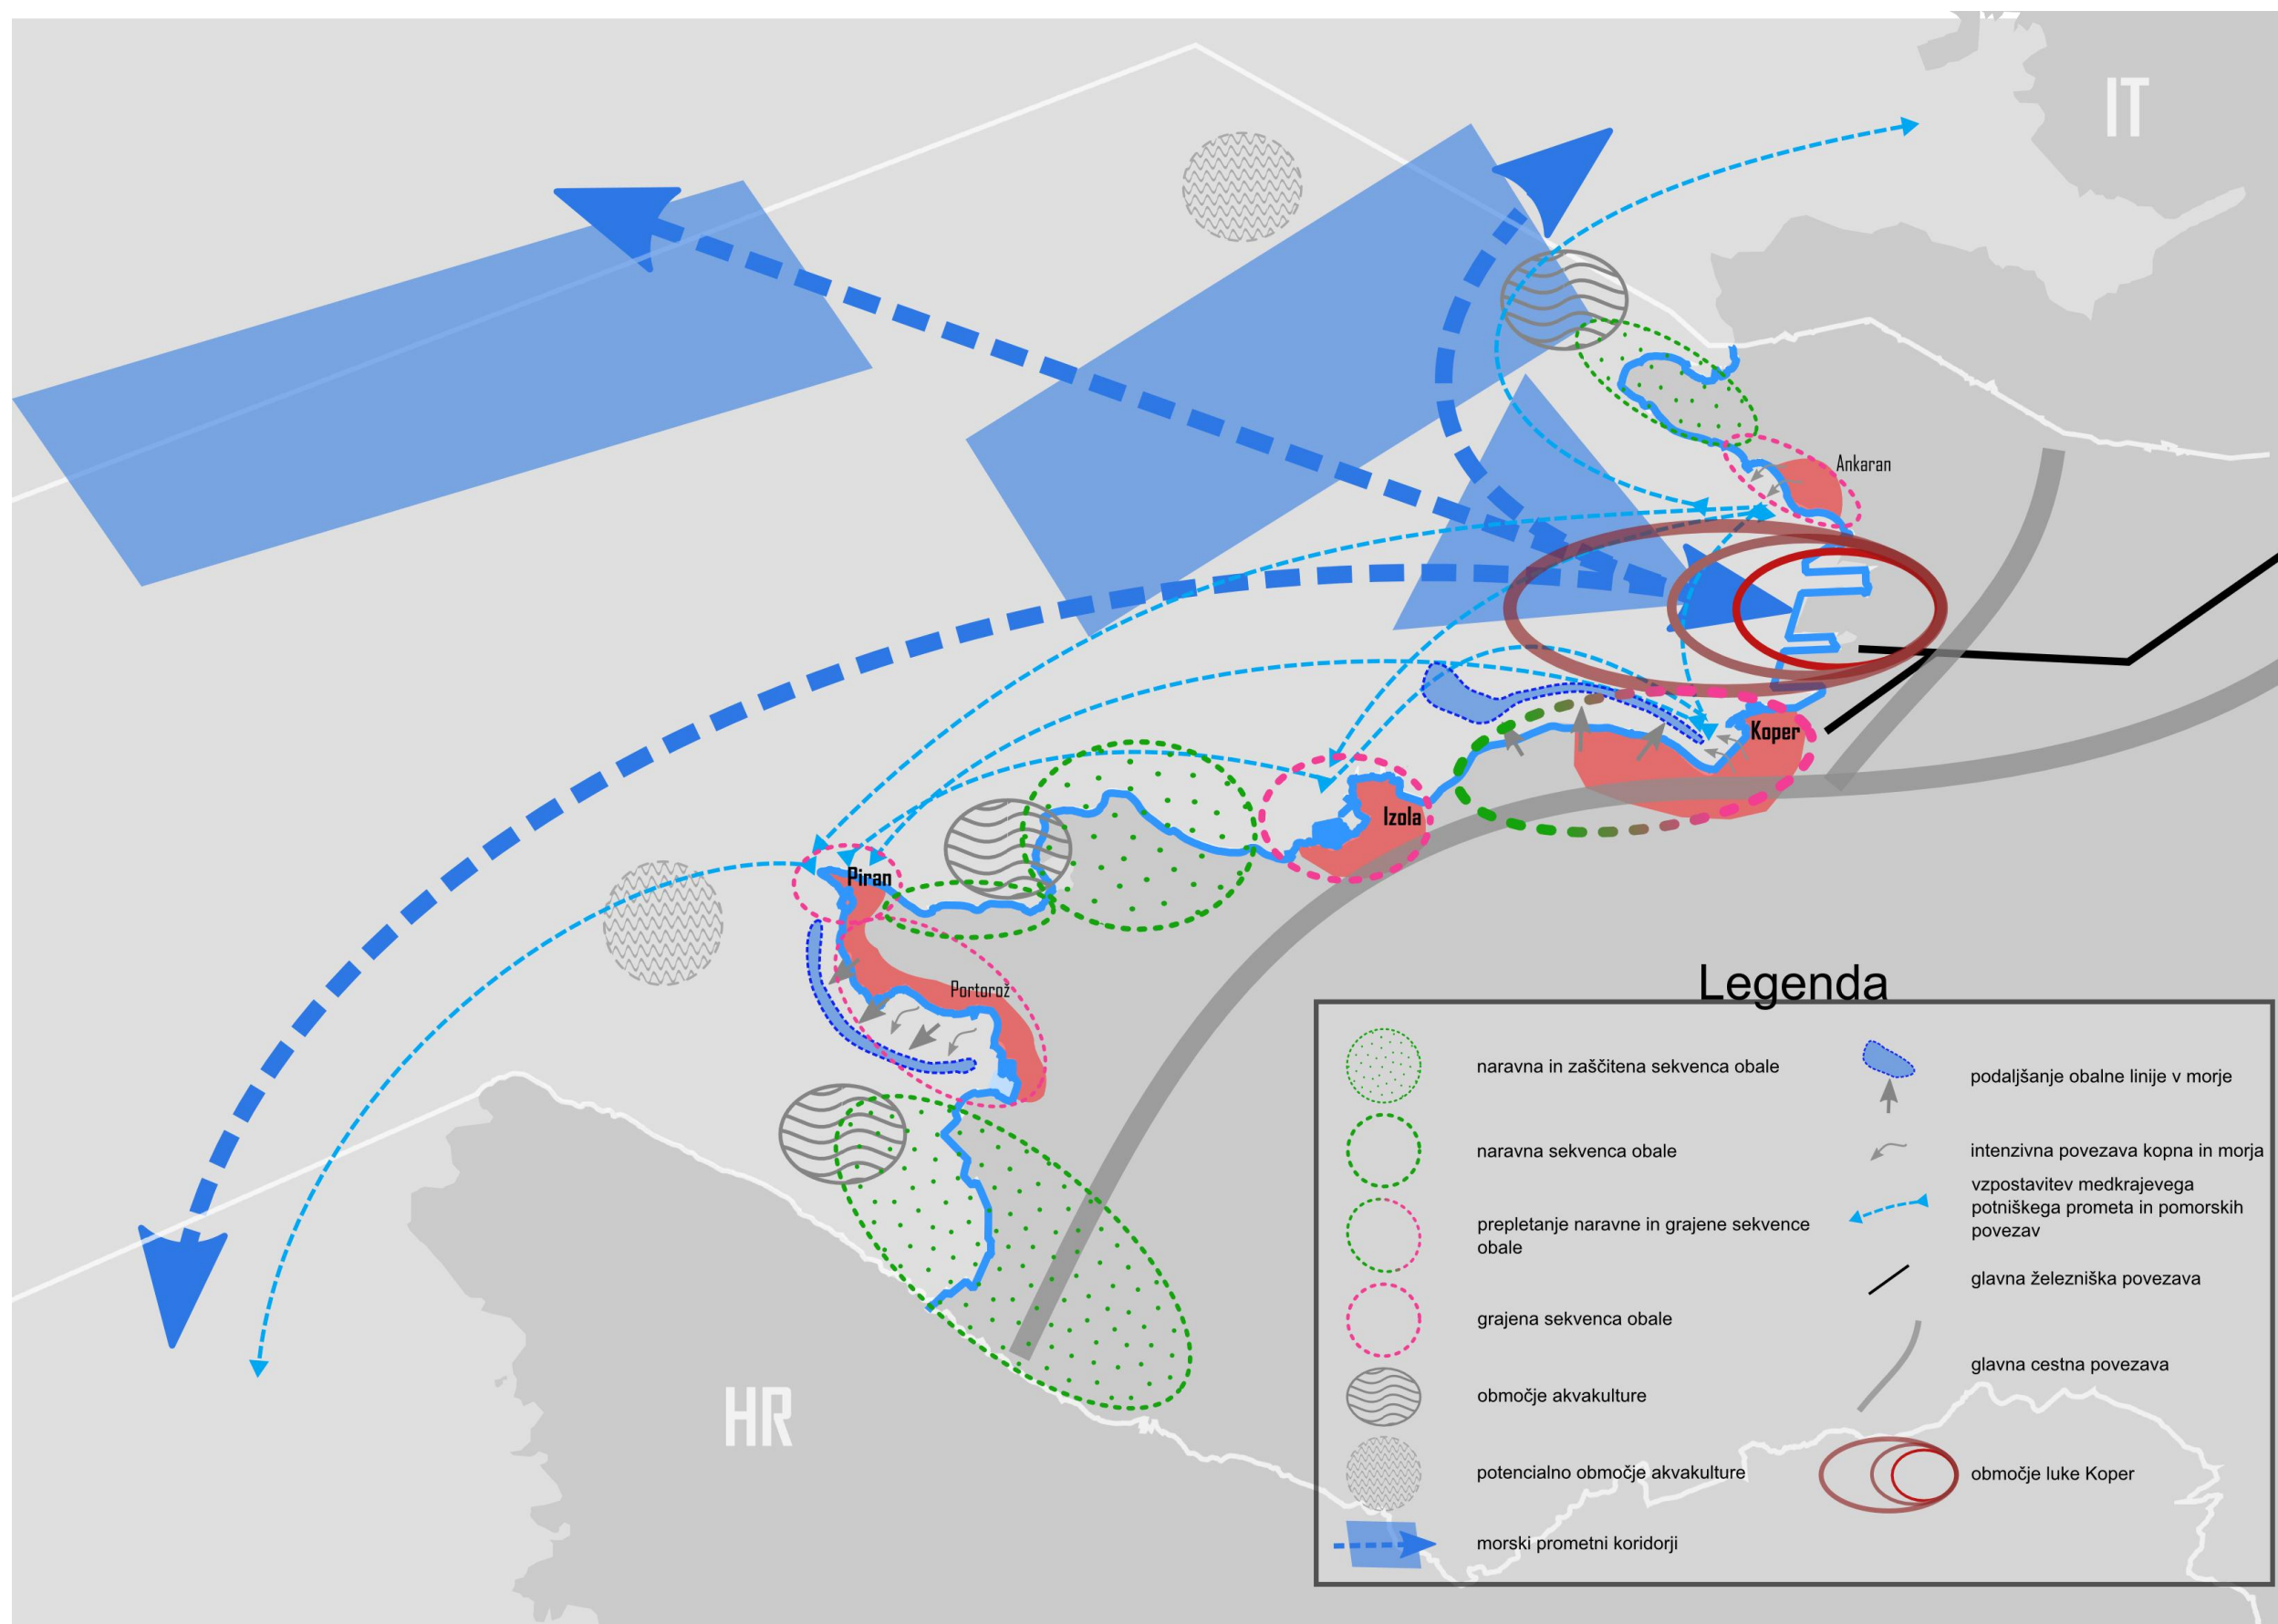 IT
Ankaran
Koper
Izola
Piran
Portorož
HR
Legenda
naravna in zaščitena sekvenca obale
naravna sekvenca obale
prepletanje naravne in grajene sekvence
obale
grajena sekvenca obale
območje akvakulture
potencialno območje akvakulture
morski prometni koridorji
podaljšanje obalne linije v morje
intenzivna povezava kopna in morja
vzpostavitev medkrajevega
potniškega prometa in pomorskih
povezav
glavna železniška povezava
glavna cestna povezava
območje luke Koper